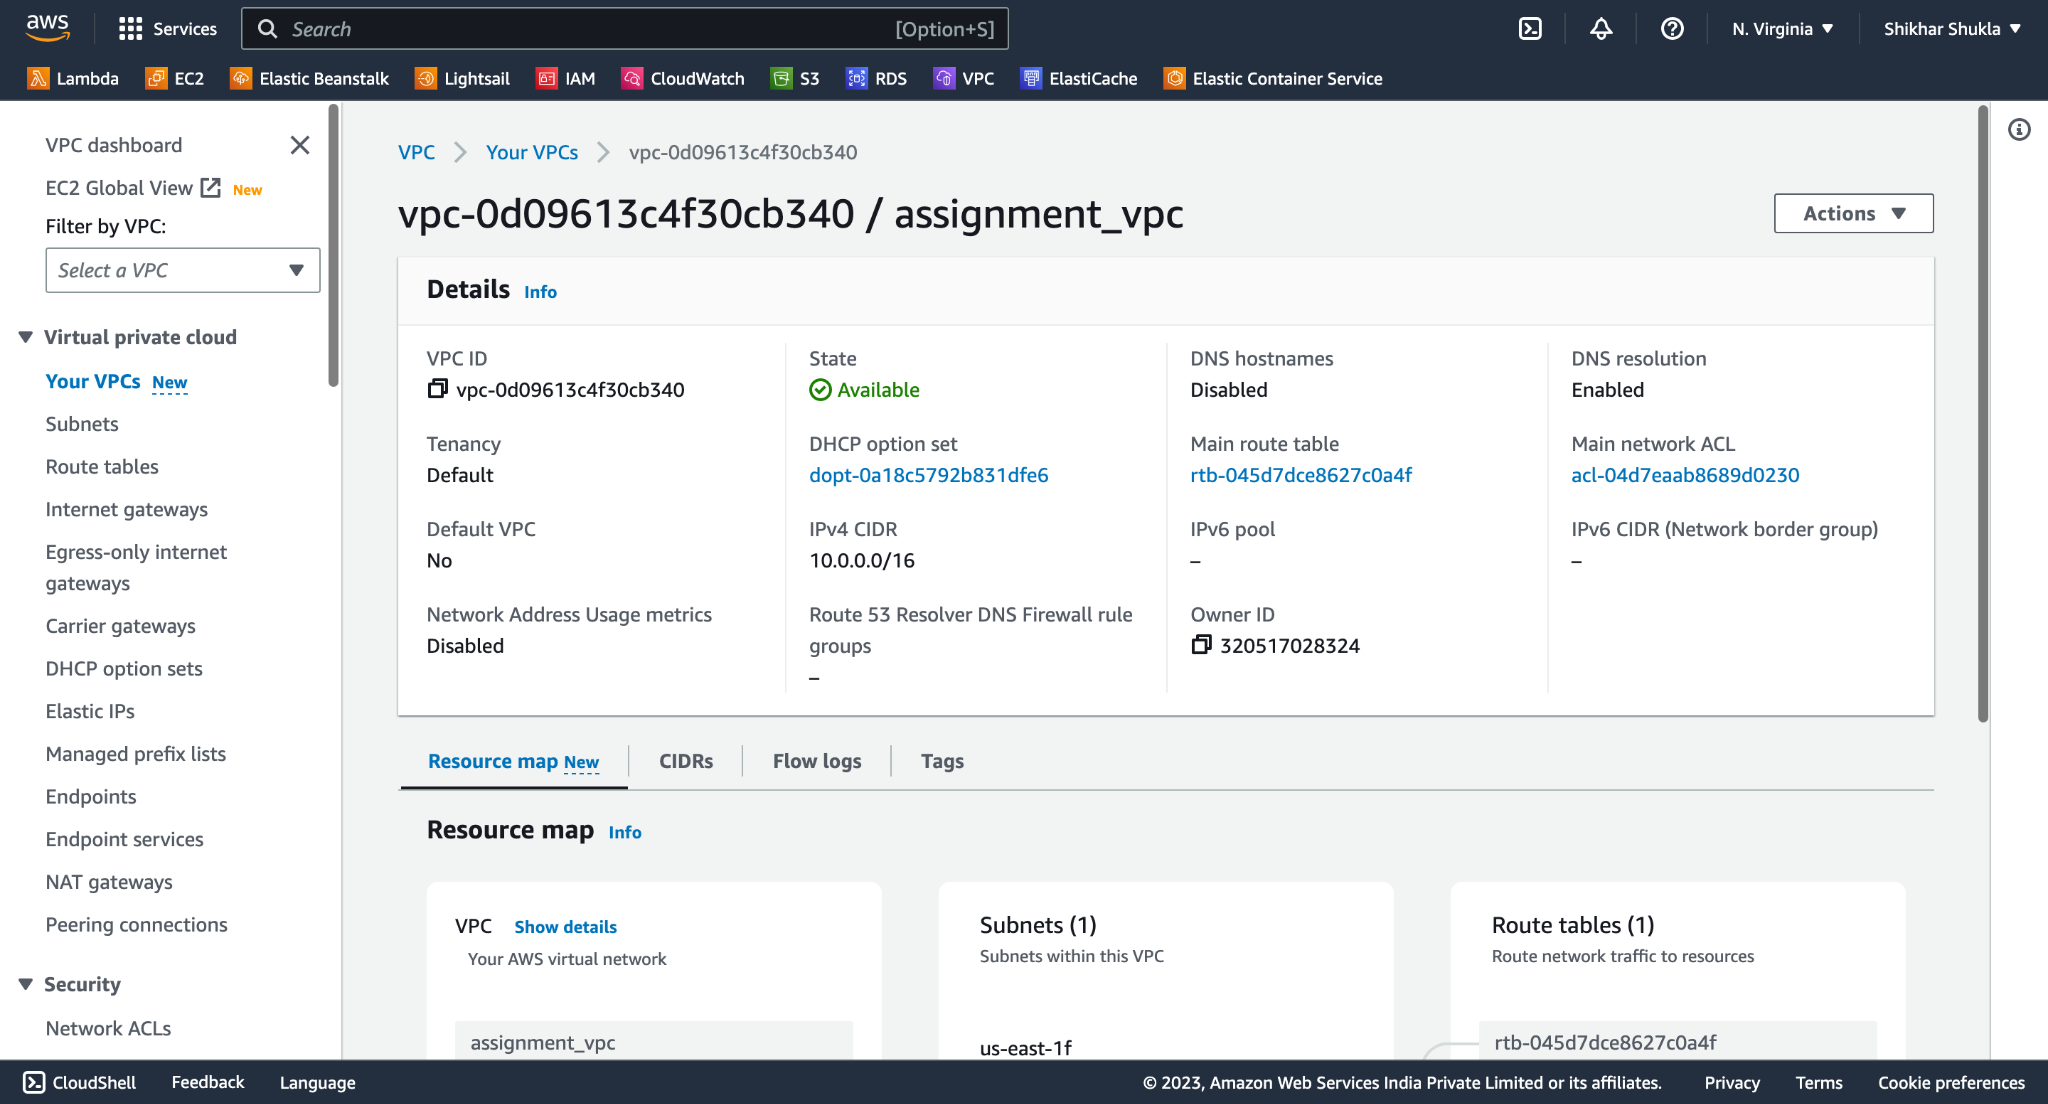 aws
Services
Search
[Option+S]
N. Virginia
Shikhar Shukla
Lambda
EC2
Elastic Beanstalk
Lightsail
IAM
CloudWatch
S3
RDS
VPC
ElastiCache
Elastic Container Service
VPC dashboard
EC2 Global View New
Filter by VPC:
Select a VPC
Virtual private cloud
Your VPCs New
Subnets
Route tables
Internet gateways
Egress-only internet
gateways
Carrier gateways
DHCP option sets
Elastic IPs
Managed prefix lists
Endpoints
Endpoint services
NAT gateways
Peering connections
Security
Network ACLs
VPC
Your VPCs
vpc-0d09613c4f30cb340
vpc-0d09613c4f30cb340 / assignment_vpc
Actions
Details Info
VPC ID
vpc-0d09613c4f30cb340
State
Available
DNS hostnames
Disabled
DNS resolution
Enabled
Tenancy
Default
DHCP option set
dopt-0a18c5792b831dfe6
Main route table
rtb-045d7dce8627c0a4f
Main network ACL
acl-04d7eaab8689d0230
Default VPC
No
IPv4 CIDR
10.0.0.0/16
IPv6 pool
–
IPv6 CIDR (Network border group)
–
Network Address Usage metrics
Disabled
Route 53 Resolver DNS Firewall rule
groups
–
Owner ID
320517028324
Resource map New
CIDRs
Flow logs
Tags
Resource map Info
VPC Show details
Your AWS virtual network
assignment_vpc
Subnets (1)
Subnets within this VPC
us-east-1f
Route tables (1)
Route network traffic to resources
rtb-045d7dce8627c0a4f
CloudShell
Feedback
Language
© 2023, Amazon Web Services India Private Limited or its affiliates.
Privacy
Terms
Cookie preferences